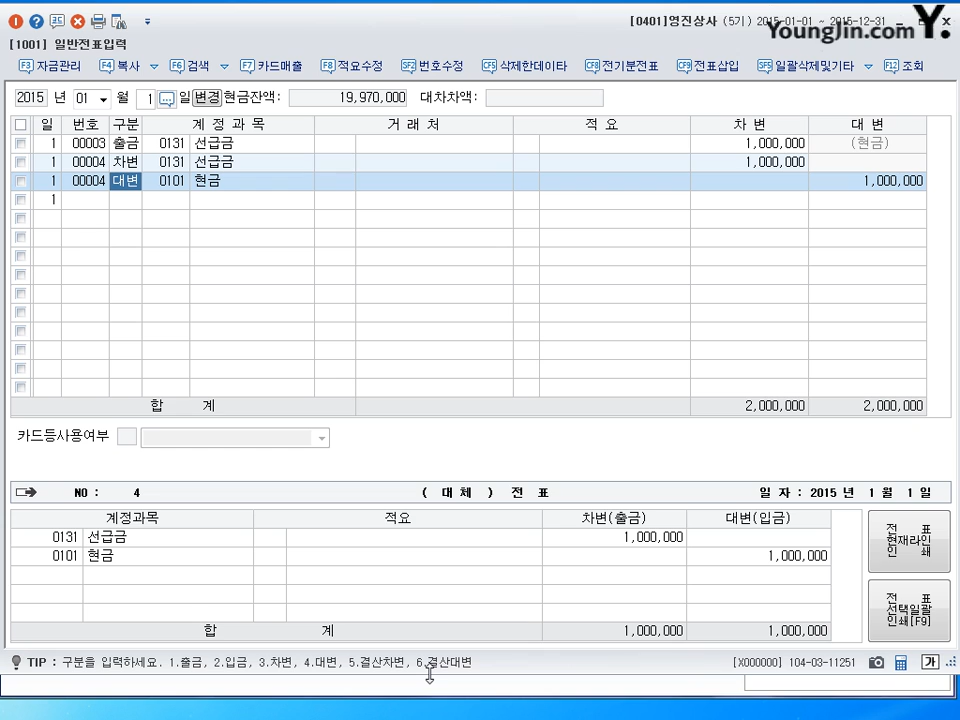 [0401]영진상사 (5기) 2015-01-01 ~ 2015-12-31
YoungJin.com Y.
[1001] 일반전표입력
F3 자금관리 F4 복사 F6 검색 F7 카드매출 F8 적요수정 SF2 번호수정 CF5 삭제한데이타 CF8 전기분전표 CF9 전표삽입 SF5 일괄삭제및기타 F12 조회
2015 년 01 월 1 ... 일 변경 현금잔액: 19,970,000 대차차액:
일 번호 구분 계 정 과 목 거 래 처 적 요 차 변 대 변
1 00003 출금 0131 선급금 1,000,000 (현금)
1 00004 차변 0131 선급금 1,000,000
1 00004 대변 0101 현금 1,000,000
1
합 계 2,000,000 2,000,000
카드등사용여부
NO : 4 ( 대 체 ) 전 표 일 자 : 2015 년 1 월 1 일
계정과목 적요 차변(출금) 대변(입금)
0131 선급금 1,000,000
0101 현금 1,000,000
합 계 1,000,000 1,000,000
전 표
현재라인
인 쇄
전 표
선택일괄
인쇄[F9]
TIP : 구분을 입력하세요. 1.출금, 2.입금, 3.차변, 4.대변, 5.결산차변, 6.결산대변 [X000000] 104-03-11251 가